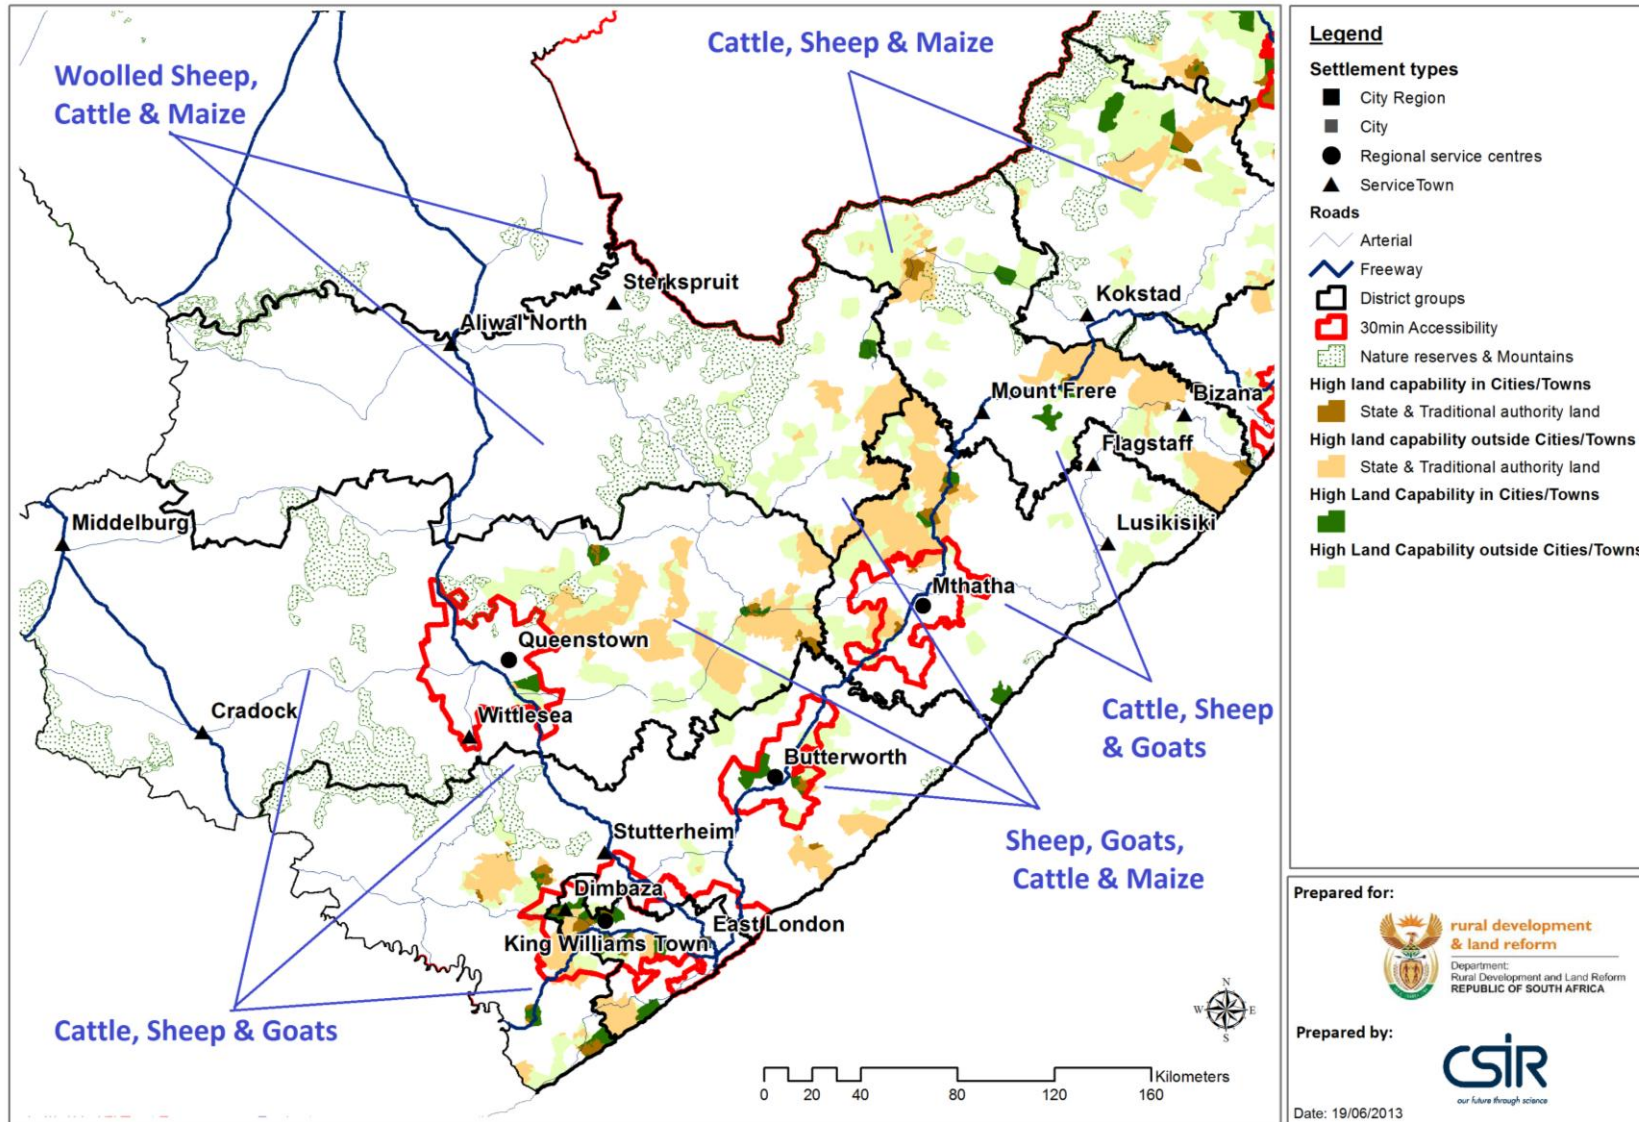 Cattle, Sheep & Maize
Woolled Sheep,
Cattle & Maize
Sterkspruit
Aliwal North
Kokstad
Mount Frere
Bizana
Flagstaff
Middelburg
Lusikisiki
Mthatha
Queenstown
Cradock
Wittlesea
Cattle, Sheep
& Goats
Butterworth
Stutterheim
Sheep, Goats,
Cattle & Maize
Dimbaza
East London
King Williams Town
Cattle, Sheep & Goats
N
W
E
S
Kilometers
0 20 40 80 120 160
Legend
Settlement types
City Region
City
Regional service centres
ServiceTown
Roads
Arterial
Freeway
District groups
30min Accessibility
Nature reserves & Mountains
High land capability in Cities/Towns
State & Traditional authority land
High land capability outside Cities/Towns
State & Traditional authority land
High Land Capability in Cities/Towns
High Land Capability outside Cities/Towns
Prepared for:
rural development
& land reform
Department:
Rural Development and Land Reform
REPUBLIC OF SOUTH AFRICA
Prepared by:
CSIR
our future through science
Date: 19/06/2013